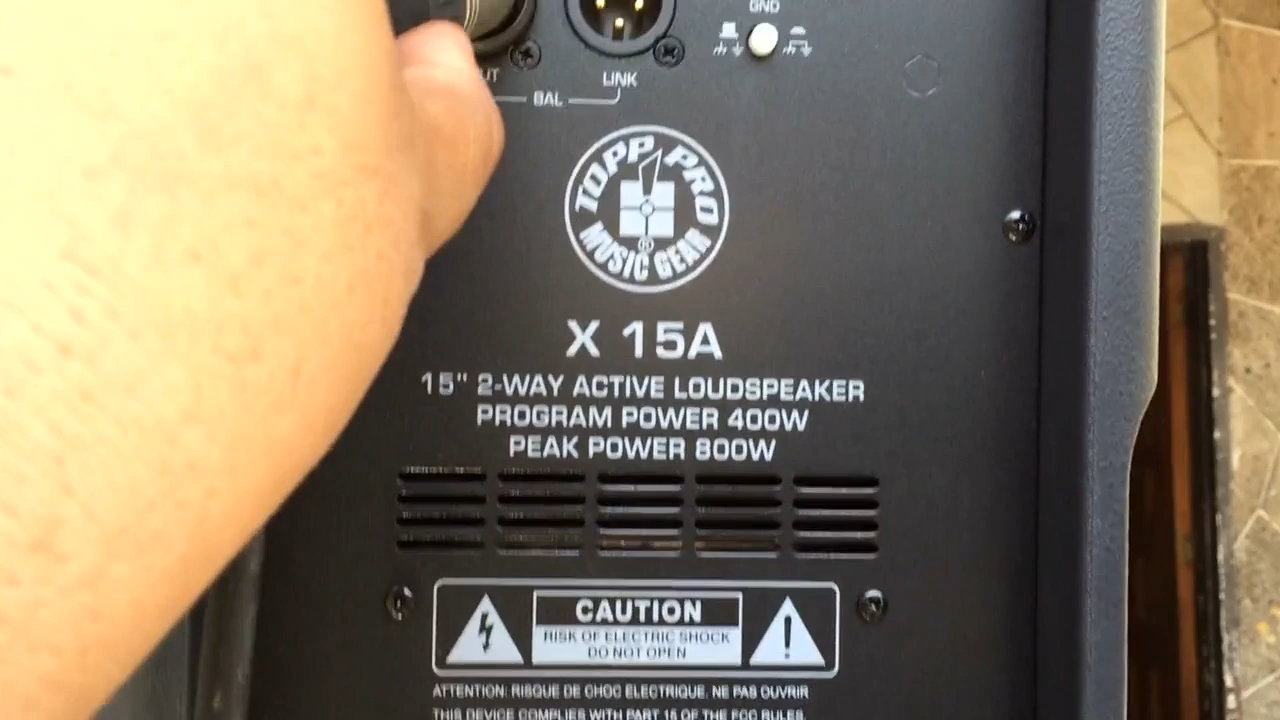 GND
UT
LINK
BAL
TOPP PRO
MUSIC GEAR
®
X 15A
15" 2-WAY ACTIVE LOUDSPEAKER
PROGRAM POWER 400W
PEAK POWER 800W
CAUTION
RISK OF ELECTRIC SHOCK
DO NOT OPEN
ATTENTION: RISQUE DE CHOC ELECTRIQUE. NE PAS OUVRIR
THIS DEVICE COMPLIES WITH PART 15 OF THE FCC RULES.